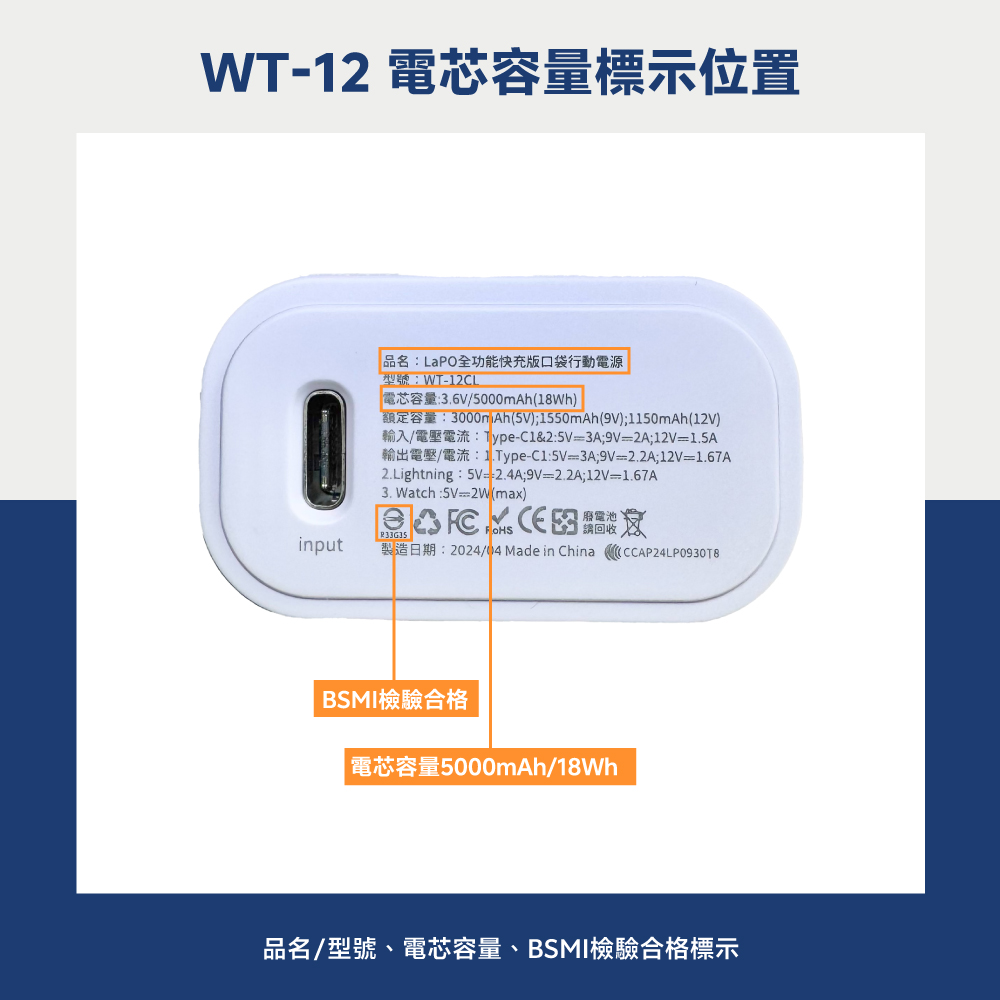 WT-12 電芯容量標示位置
品名：LaPO全功能快充版口袋行動電源
型號：WT-12CL
電芯容量:3.6V/5000mAh(18Wh)
額定容量：3000mAh(5V);1550mAh(9V);1150mAh(12V)
輸入/電壓電流：Type-C1&2:5V⎓3A;9V⎓2A;12V⎓1.5A
輸出電壓/電流：1.Type-C1:5V⎓3A;9V⎓2.2A;12V⎓1.67A
2.Lightning：5V⎓2.4A;9V⎓2.2A;12V⎓1.67A
3. Watch :5V⎓2W(max)
R33G35
FC RoHS CE
廢電池
請回收
input
製造日期：2024/04 Made in China CCAP24LP0930T8
BSMI檢驗合格
電芯容量5000mAh/18Wh
品名/型號、電芯容量、BSMI檢驗合格標示